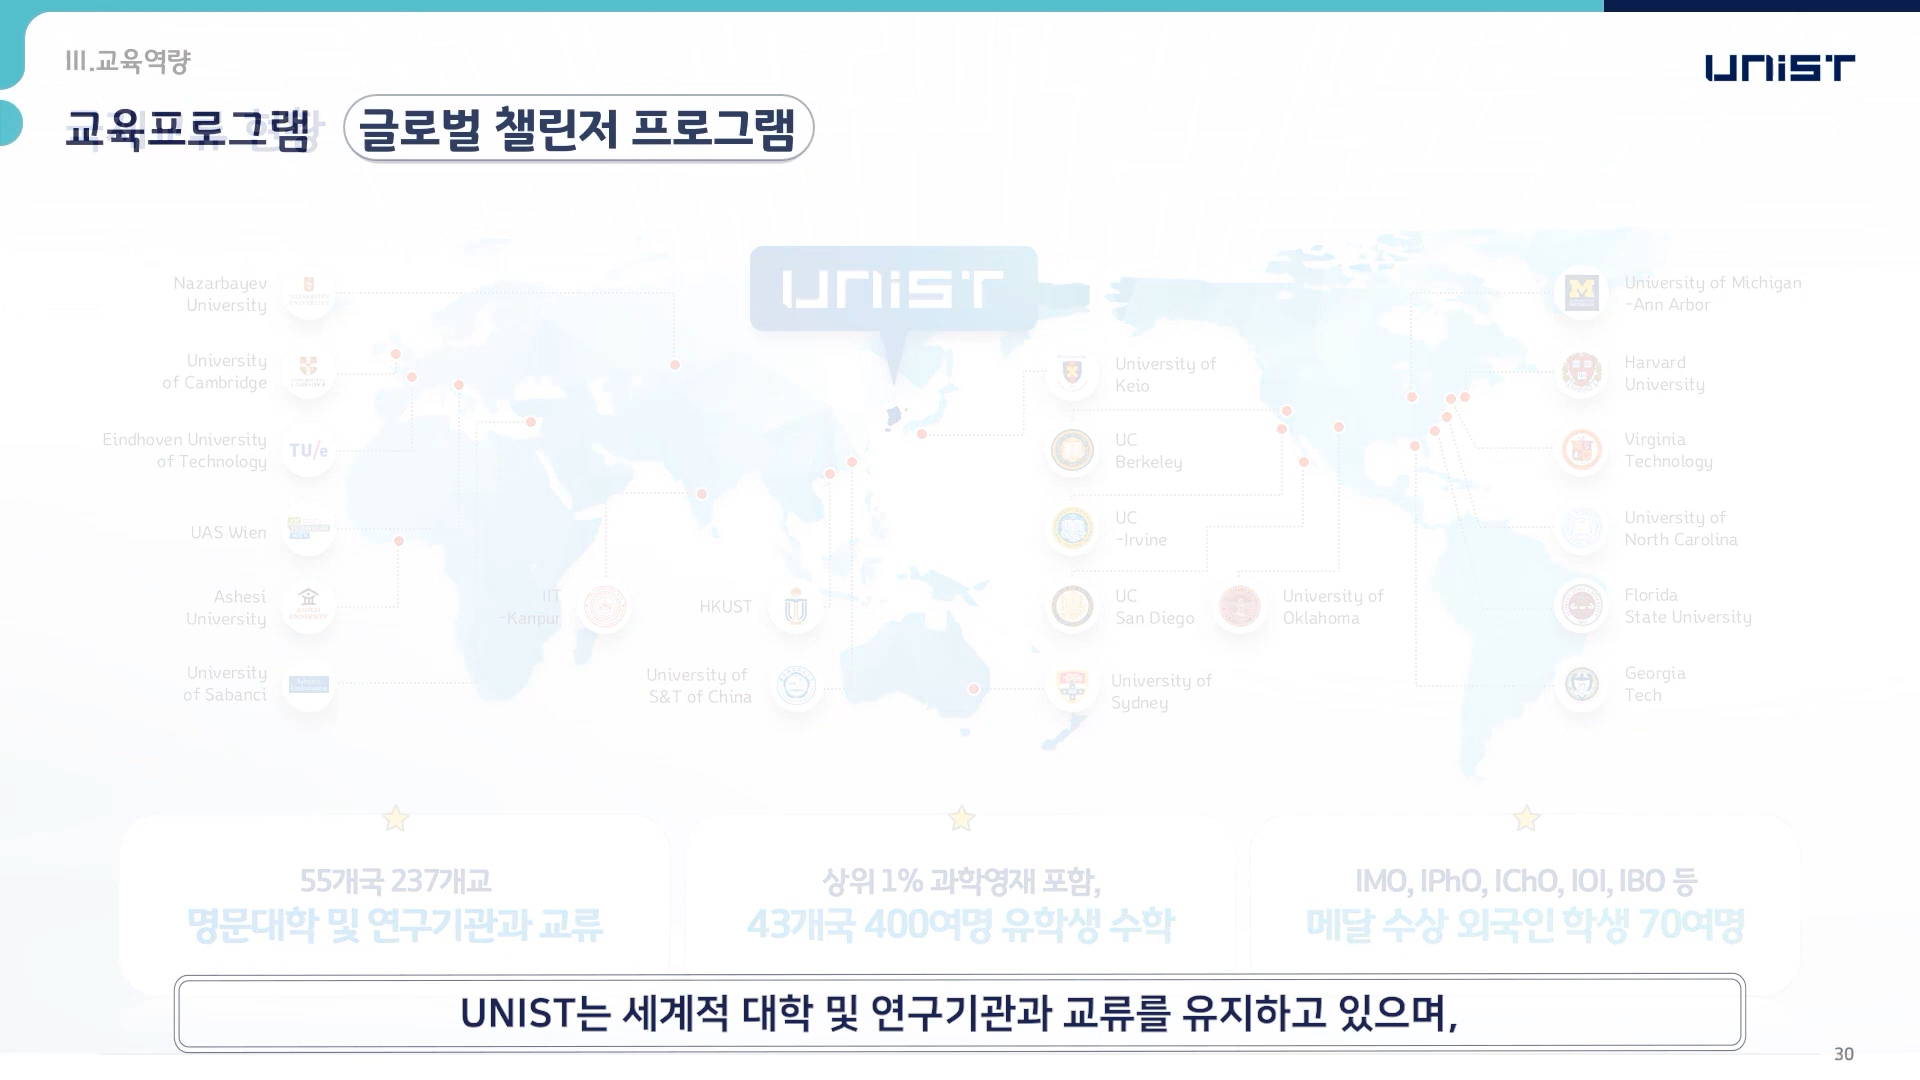 III.교육역량
UNIST
교육프로그램 글로벌 챌린저 프로그램
UNIST
Nazarbayev
University
University
of Cambridge
Eindhoven University
of Technology
TU/e
UAS Wien
Ashesi
University
University
of Sabanci
IIT
-Kanpur
HKUST
University of
S&T of China
University of
Keio
UC
Berkeley
UC
-Irvine
UC
San Diego
University of
Oklahoma
University of
Sydney
University of Michigan
-Ann Arbor
Harvard
University
Virginia
Technology
University of
North Carolina
Florida
State University
Georgia
Tech
55개국 237개교
명문대학 및 연구기관과 교류
상위 1% 과학영재 포함,
43개국 400여명 유학생 수학
IMO, IPhO, IChO, IOI, IBO 등
메달 수상 외국인 학생 70여명
UNIST는 세계적 대학 및 연구기관과 교류를 유지하고 있으며,
30